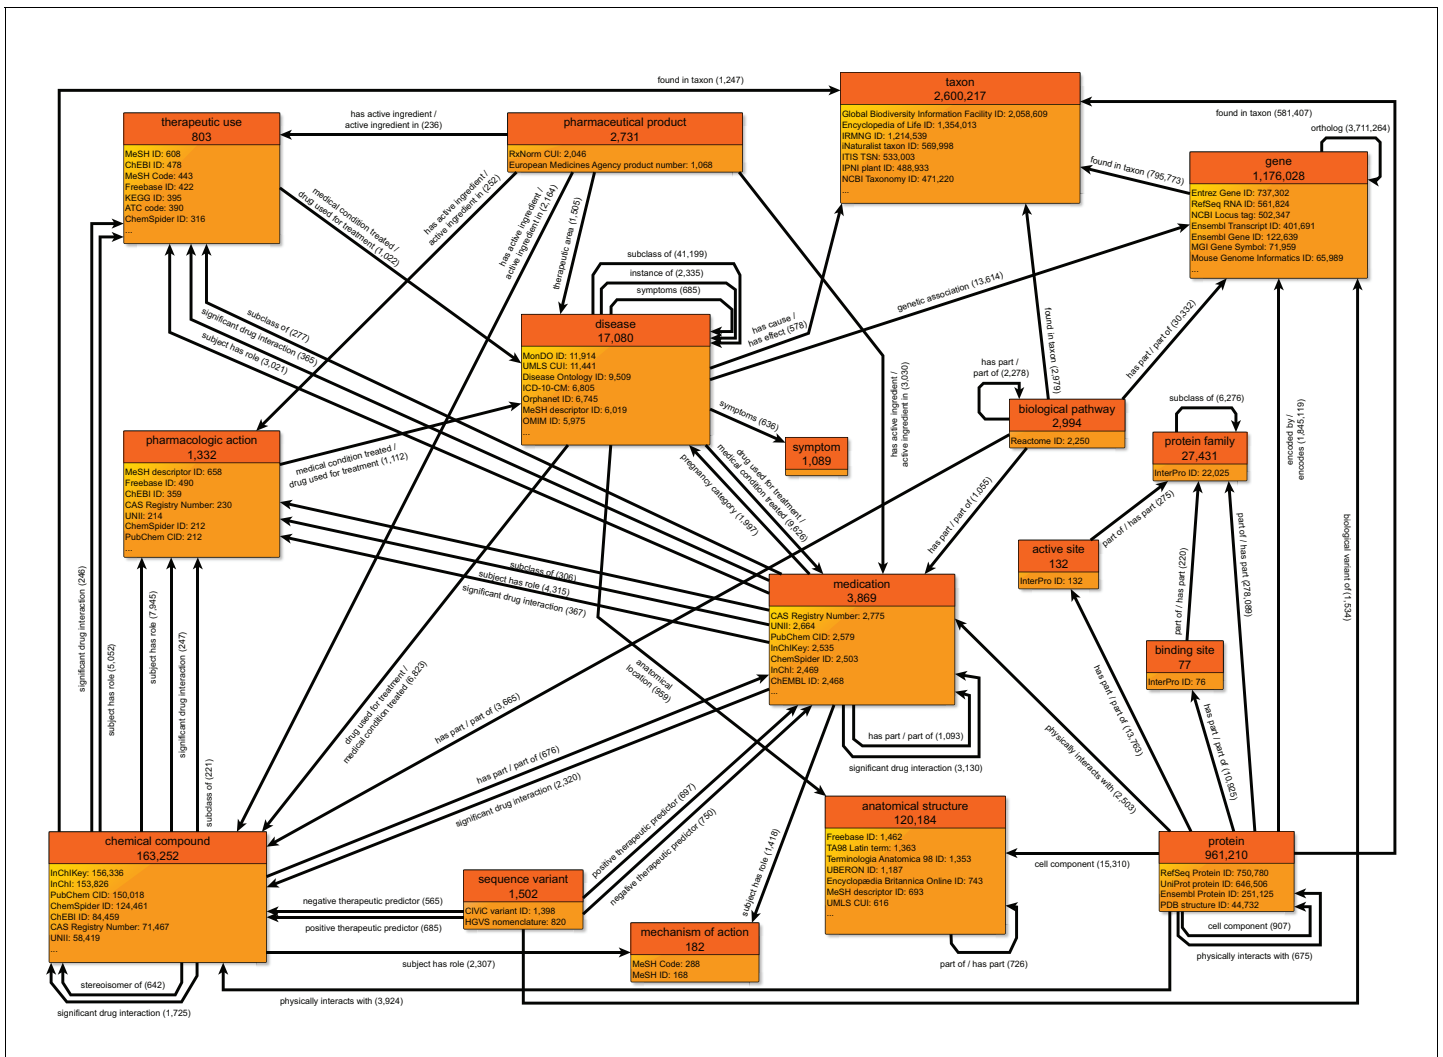 found in taxon (1,247)
taxon
2,600,217
Global Biodiversity Information Facility ID: 2,058,609
Encyclopedia of Life ID: 1,354,013
IRMNG ID: 1,214,539
iNaturalist taxon ID: 569,998
ITIS TSN: 533,003
IPNI plant ID: 488,933
NCBI Taxonomy ID: 471,220
...
found in taxon (581,407)
ortholog (3,711,264)
therapeutic use
803
MeSH ID: 608
ChEBI ID: 478
MeSH Code: 443
Freebase ID: 422
KEGG ID: 395
ATC code: 390
ChemSpider ID: 316
...
has active ingredient /
active ingredient in (236)
pharmaceutical product
2,731
RxNorm CUI: 2,046
European Medicines Agency product number: 1,068
found in taxon (795,773)
gene
1,176,028
Entrez Gene ID: 737,302
RefSeq RNA ID: 561,824
NCBI Locus tag: 502,347
Ensembl Transcript ID: 401,691
Ensembl Gene ID: 122,639
MGI Gene Symbol: 71,959
Mouse Genome Informatics ID: 65,989
...
medical condition treated /
drug used for treatment (1,022)
has active ingredient /
active ingredient in (252)
has active ingredient /
active ingredient in (2,164)
therapeutic area (1,505)
subclass of (41,199)
instance of (2,335)
symptoms (685)
genetic association (13,614)
has cause /
has effect (578)
subclass of (277)
significant drug interaction (365)
subject has role (3,021)
disease
17,080
MonDO ID: 11,914
UMLS CUI: 11,441
Disease Ontology ID: 9,509
ICD-10-CM: 6,805
Orphanet ID: 6,745
MeSH descriptor ID: 6,019
OMIM ID: 5,975
...
found in taxon (2,979)
has part / part of (30,332)
has part /
part of (2,278)
biological pathway
2,994
Reactome ID: 2,250
has active ingredient /
active ingredient in (3,030)
symptoms (636)
symptom
1,089
encoded by /
encodes (1,845,119)
subclass of (6,276)
protein family
27,431
InterPro ID: 22,025
pharmacologic action
1,332
MeSH descriptor ID: 658
Freebase ID: 490
ChEBI ID: 359
CAS Registry Number: 230
UNII: 214
ChemSpider ID: 212
PubChem CID: 212
...
medical condition treated /
drug used for treatment (1,112)
drug used for treatment /
medical condition treated (9,626)
pregnancy category (1,997)
has part / part of (1,055)
part of / has part (275)
active site
132
InterPro ID: 132
part of / has part (220)
part of / has part (278,089)
biological variant of (1,534)
subclass of (306)
subject has role (4,315)
significant drug interaction (367)
medication
3,869
CAS Registry Number: 2,775
UNII: 2,664
PubChem CID: 2,579
InChIKey: 2,535
ChemSpider ID: 2,503
InChI: 2,469
ChEMBL ID: 2,468
...
binding site
77
InterPro ID: 76
significant drug interaction (246)
subject has role (5,052)
subject has role (7,945)
significant drug interaction (247)
subclass of (221)
drug used for treatment /
medical condition treated (6,823)
has part / part of (3,665)
anatomical
location (959)
has part / part of (1,093)
significant drug interaction (3,130)
physically interacts with (2,503)
has part / part of (13,763)
has part / part of (10,925)
has part / part of (676)
significant drug interaction (2,320)
positive therapeutic predictor (697)
negative therapeutic predictor (750)
subject has role (1,418)
anatomical structure
120,184
Freebase ID: 1,462
TA98 Latin term: 1,363
Terminologia Anatomica 98 ID: 1,353
UBERON ID: 1,187
Encyclopædia Britannica Online ID: 743
MeSH descriptor ID: 693
UMLS CUI: 616
...
part of / has part (726)
cell component (15,310)
protein
961,210
RefSeq Protein ID: 750,780
UniProt protein ID: 646,506
Ensembl Protein ID: 251,125
PDB structure ID: 44,732
cell component (907)
physically interacts with (675)
chemical compound
163,252
InChIKey: 156,336
InChI: 153,826
PubChem CID: 150,018
ChemSpider ID: 124,461
ChEBI ID: 84,459
CAS Registry Number: 71,467
UNII: 58,419
...
negative therapeutic predictor (565)
positive therapeutic predictor (685)
sequence variant
1,502
CIViC variant ID: 1,398
HGVS nomenclature: 820
subject has role (2,307)
mechanism of action
182
MeSH Code: 288
MeSH ID: 168
stereoisomer of (642)
significant drug interaction (1,725)
physically interacts with (3,924)